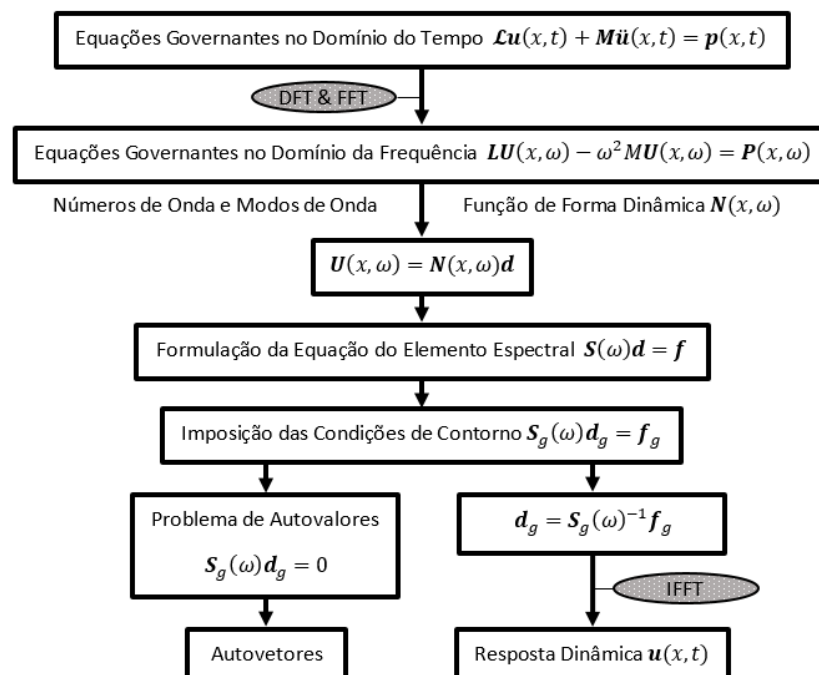 Equações Governantes no Domínio do Tempo 𝓛𝒖(𝑥, 𝑡) + 𝑴𝒖̈(𝑥, 𝑡) = 𝒑(𝑥, 𝑡)
DFT & FFT
Equações Governantes no Domínio da Frequência 𝑳𝑼(𝑥, 𝜔) − 𝜔²𝑀𝑼(𝑥, 𝜔) = 𝑷(𝑥, 𝜔)
Números de Onda e Modos de Onda
Função de Forma Dinâmica 𝑵(𝑥, 𝜔)
𝑼(𝑥, 𝜔) = 𝑵(𝑥, 𝜔)𝒅
Formulação da Equação do Elemento Espectral 𝑺(𝜔)𝒅 = 𝒇
Imposição das Condições de Contorno 𝑺_g(𝜔)𝒅_g = 𝒇_g
Problema de Autovalores
𝑺_g(𝜔)𝒅_g = 0
𝒅_g = 𝑺_g(𝜔)⁻¹𝒇_g
IFFT
Autovetores
Resposta Dinâmica 𝒖(𝑥, 𝑡)